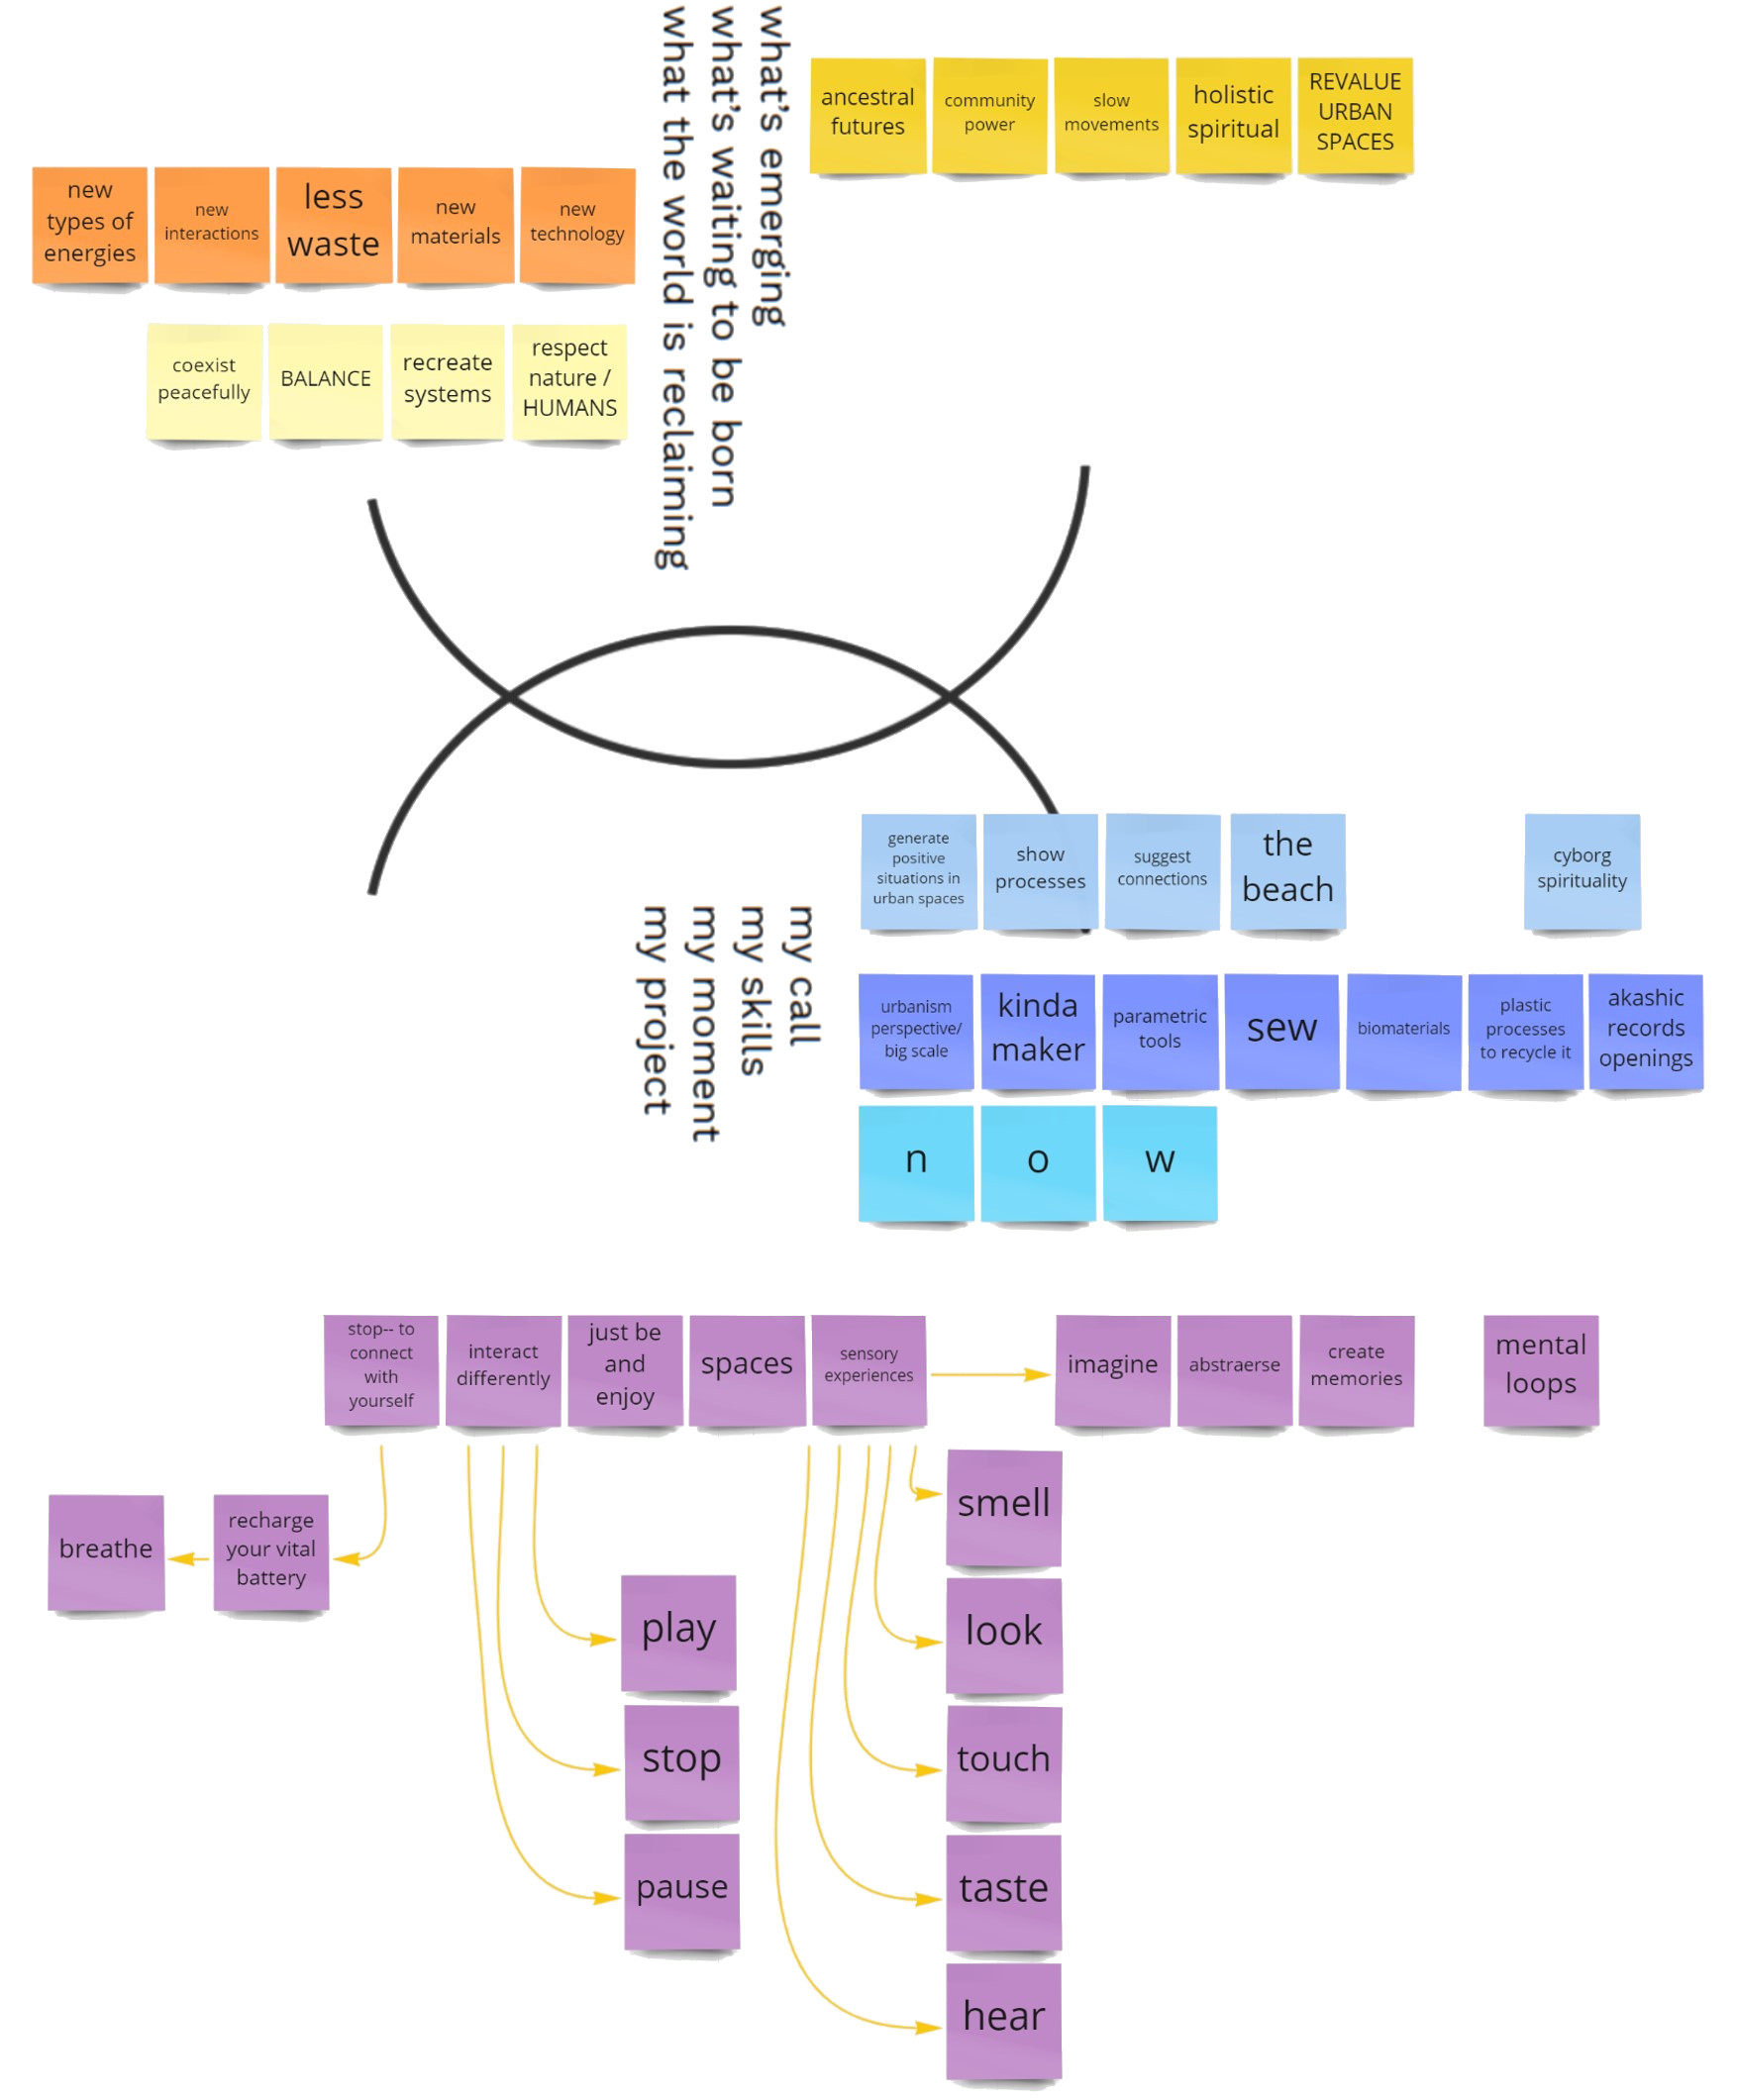 what's emerging
what's waiting to be born
what the world is reclaiming
ancestral
futures
community
power
slow
movements
holistic
spiritual
REVALUE
URBAN
SPACES
new
types of
energies
new
interactions
less
waste
new
materials
new
technology
coexist
peacefully
BALANCE
recreate
systems
respect
nature /
HUMANS
my call
my skills
my moment
my project
generate
positive
situations in
urban spaces
show
processes
suggest
connections
the
beach
cyborg
spirituality
urbanism
perspective/
big scale
kinda
maker
parametric
tools
sew
biomaterials
plastic
processes
to recycle it
akashic
records
openings
n
o
w
stop-- to
connect
with
yourself
interact
differently
just be
and
enjoy
spaces
sensory
experiences
imagine
abstraerse
create
memories
mental
loops
breathe
recharge
your vital
battery
play
stop
pause
smell
look
touch
taste
hear